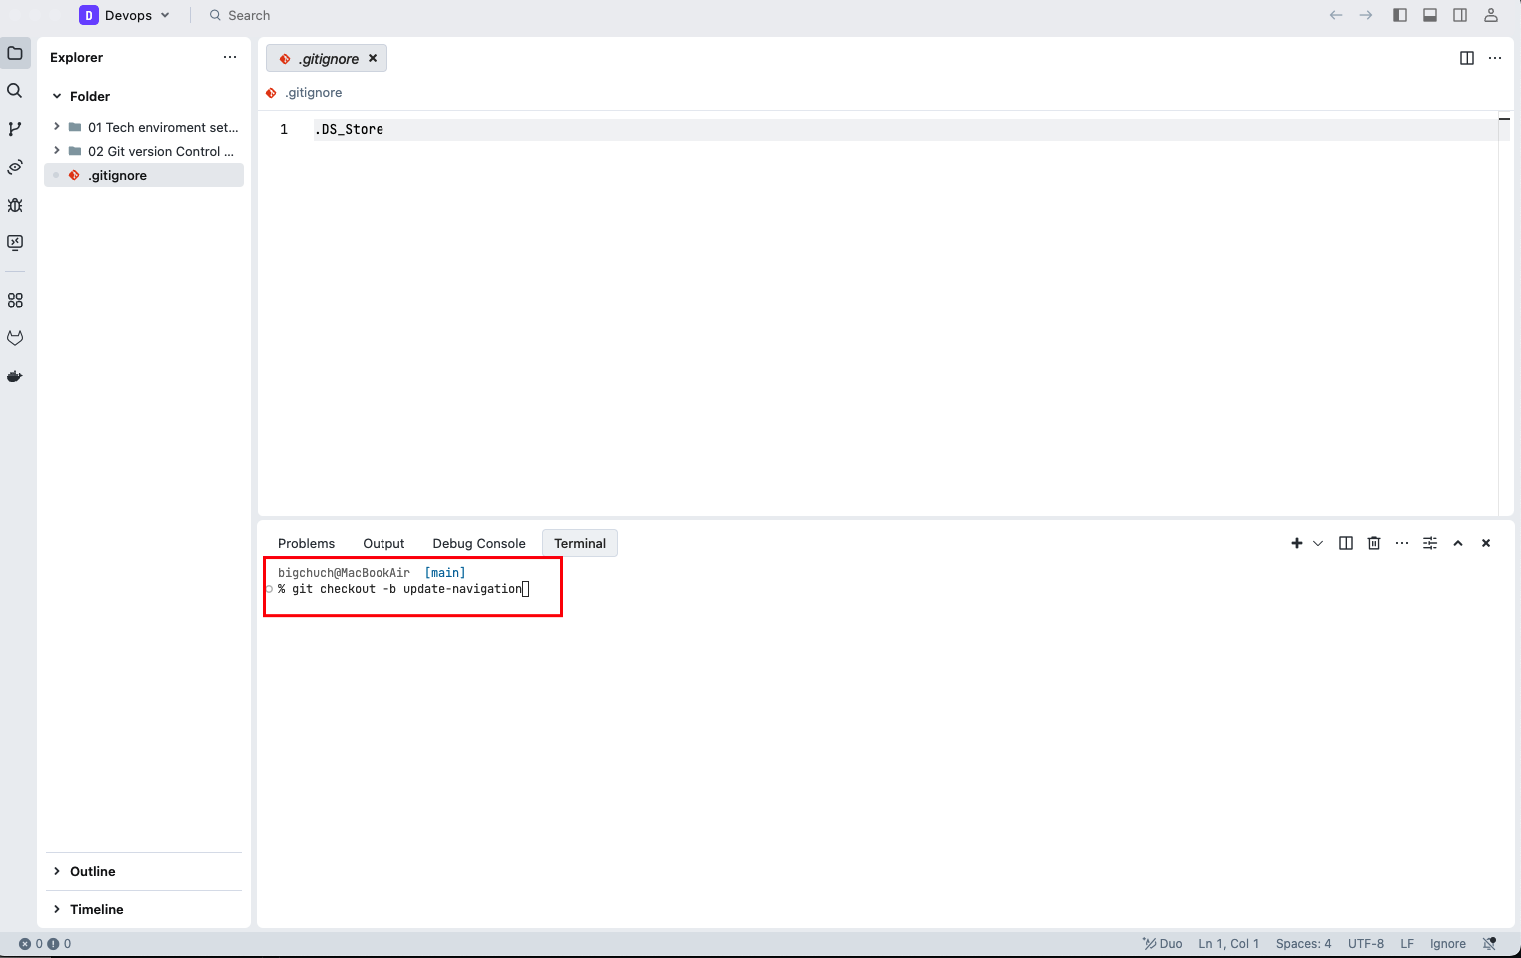 D Devops
Search
Explorer
Folder
01 Tech enviroment set...
02 Git version Control ...
.gitignore
Outline
Timeline
.gitignore
.gitignore
1 .DS_Store
Problems Output Debug Console Terminal
bigchuch@MacBookAir [main]
% git checkout -b update-navigation
0 0
Duo Ln 1, Col 1 Spaces: 4 UTF-8 LF Ignore